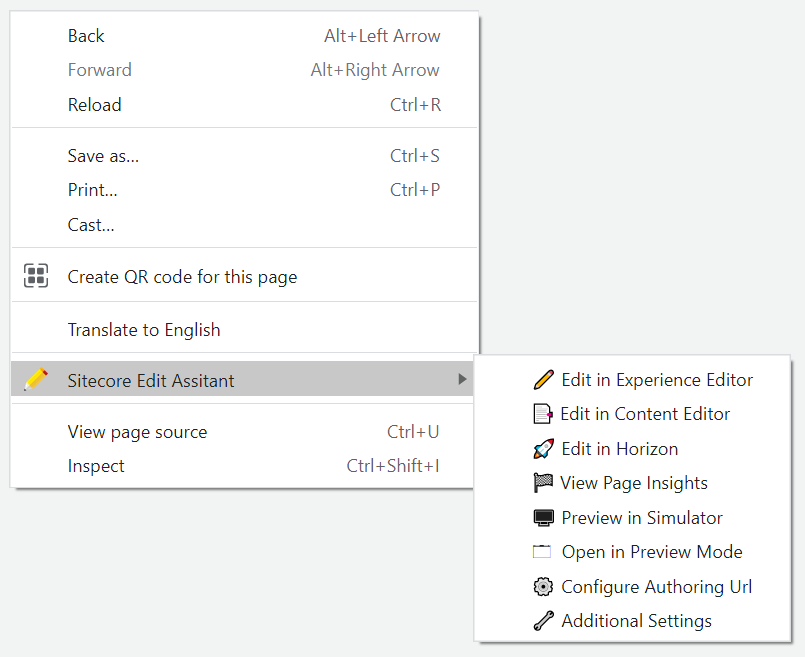 Back Alt+Left Arrow
Forward Alt+Right Arrow
Reload Ctrl+R
Save as... Ctrl+S
Print... Ctrl+P
Cast...
Create QR code for this page
Translate to English
Sitecore Edit Assitant
View page source Ctrl+U
Inspect Ctrl+Shift+I
Edit in Experience Editor
Edit in Content Editor
Edit in Horizon
View Page Insights
Preview in Simulator
Open in Preview Mode
Configure Authoring Url
Additional Settings